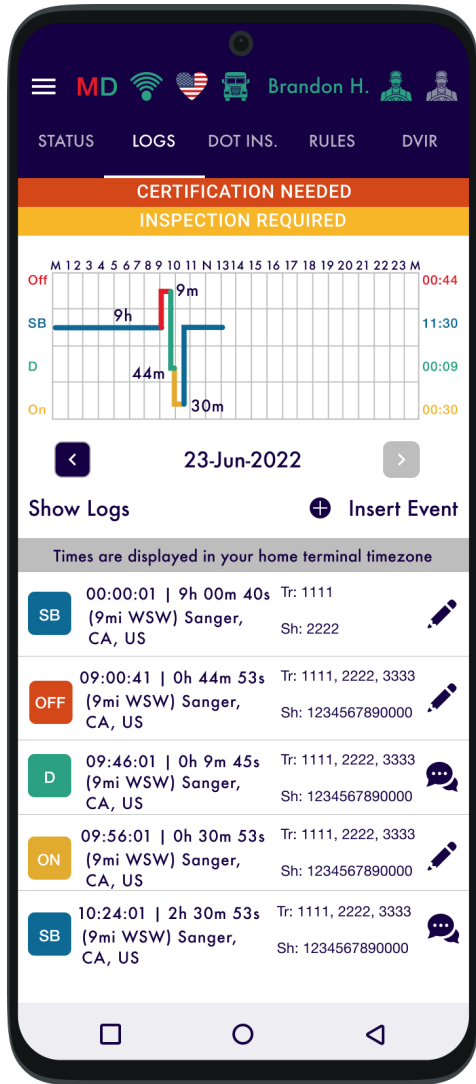 MD Brandon H.
STATUS LOGS DOT INS. RULES DVIR
CERTIFICATION NEEDED
INSPECTION REQUIRED
M 1 2 3 4 5 6 7 8 9 10 11 N 13 14 15 16 17 18 19 20 21 22 23 M
Off 9m 00:44
SB 9h 11:30
D 44m 00:09
On 30m 00:30
23-Jun-2022
Show Logs Insert Event
Times are displayed in your home terminal timezone
00:00:01 | 9h 00m 40s Tr: 1111
SB (9mi WSW) Sanger,
CA, US Sh: 2222
09:00:41 | 0h 44m 53s Tr: 1111, 2222, 3333
OFF (9mi WSW) Sanger,
CA, US Sh: 1234567890000
09:46:01 | 0h 9m 45s Tr: 1111, 2222, 3333
D (9mi WSW) Sanger,
CA, US Sh: 1234567890000
09:56:01 | 0h 30m 53s Tr: 1111, 2222, 3333
ON (9mi WSW) Sanger,
CA, US Sh: 1234567890000
10:24:01 | 2h 30m 53s Tr: 1111, 2222, 3333
SB (9mi WSW) Sanger,
CA, US Sh: 1234567890000